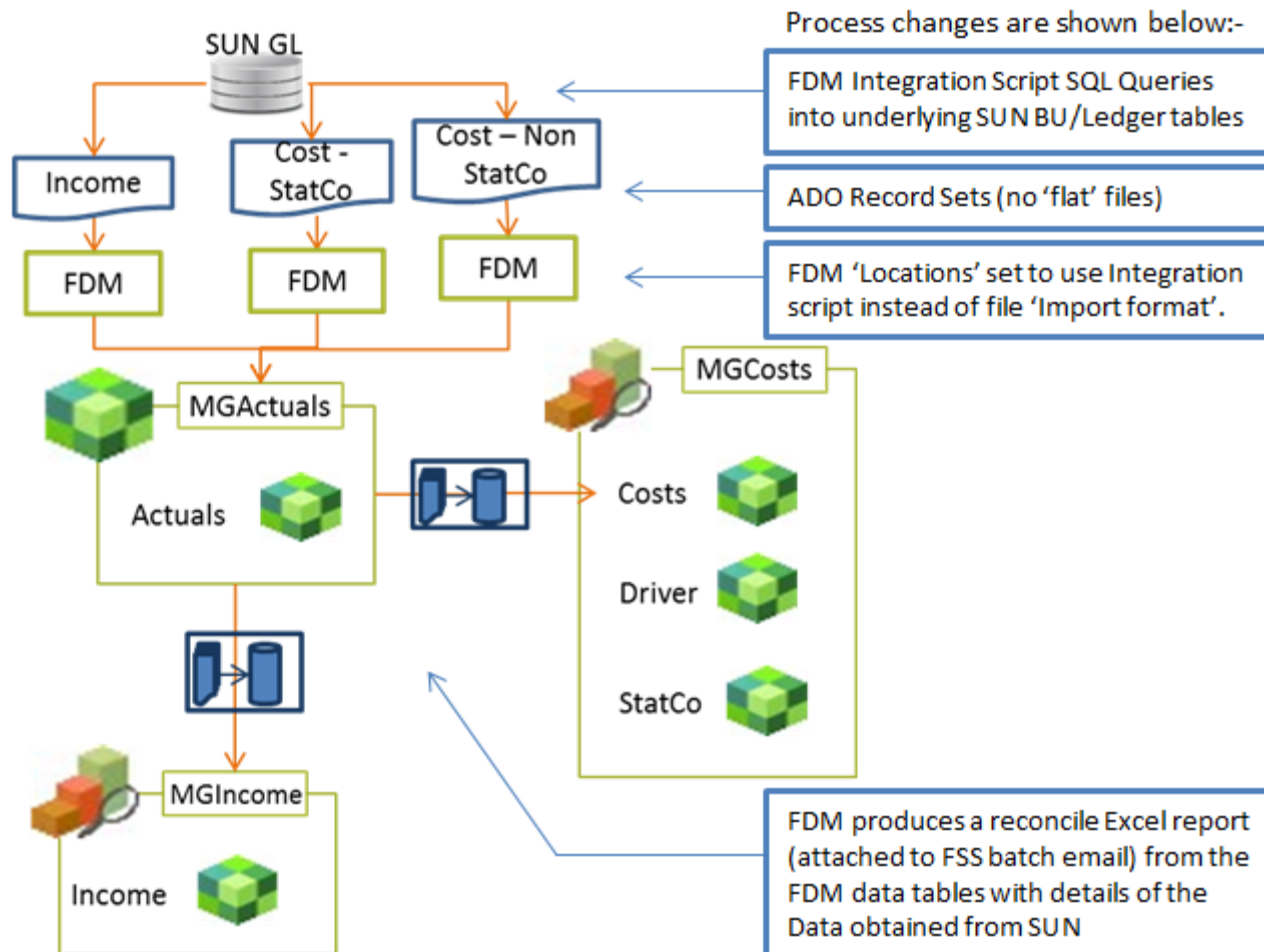 Process changes are shown below:-
SUN GL
FDM Integration Script SQL Queries
into underlying SUN BU/Ledger tables
Income
Cost -
StatCo
Cost – Non
StatCo
ADO Record Sets (no ‘flat’ files)
FDM
FDM
FDM
FDM ‘Locations’ set to use Integration
script instead of file ‘Import format’.
MGActuals
Actuals
MGCosts
Costs
Driver
StatCo
MGIncome
Income
FDM produces a reconcile Excel report
(attached to FSS batch email) from the
FDM data tables with details of the
Data obtained from SUN